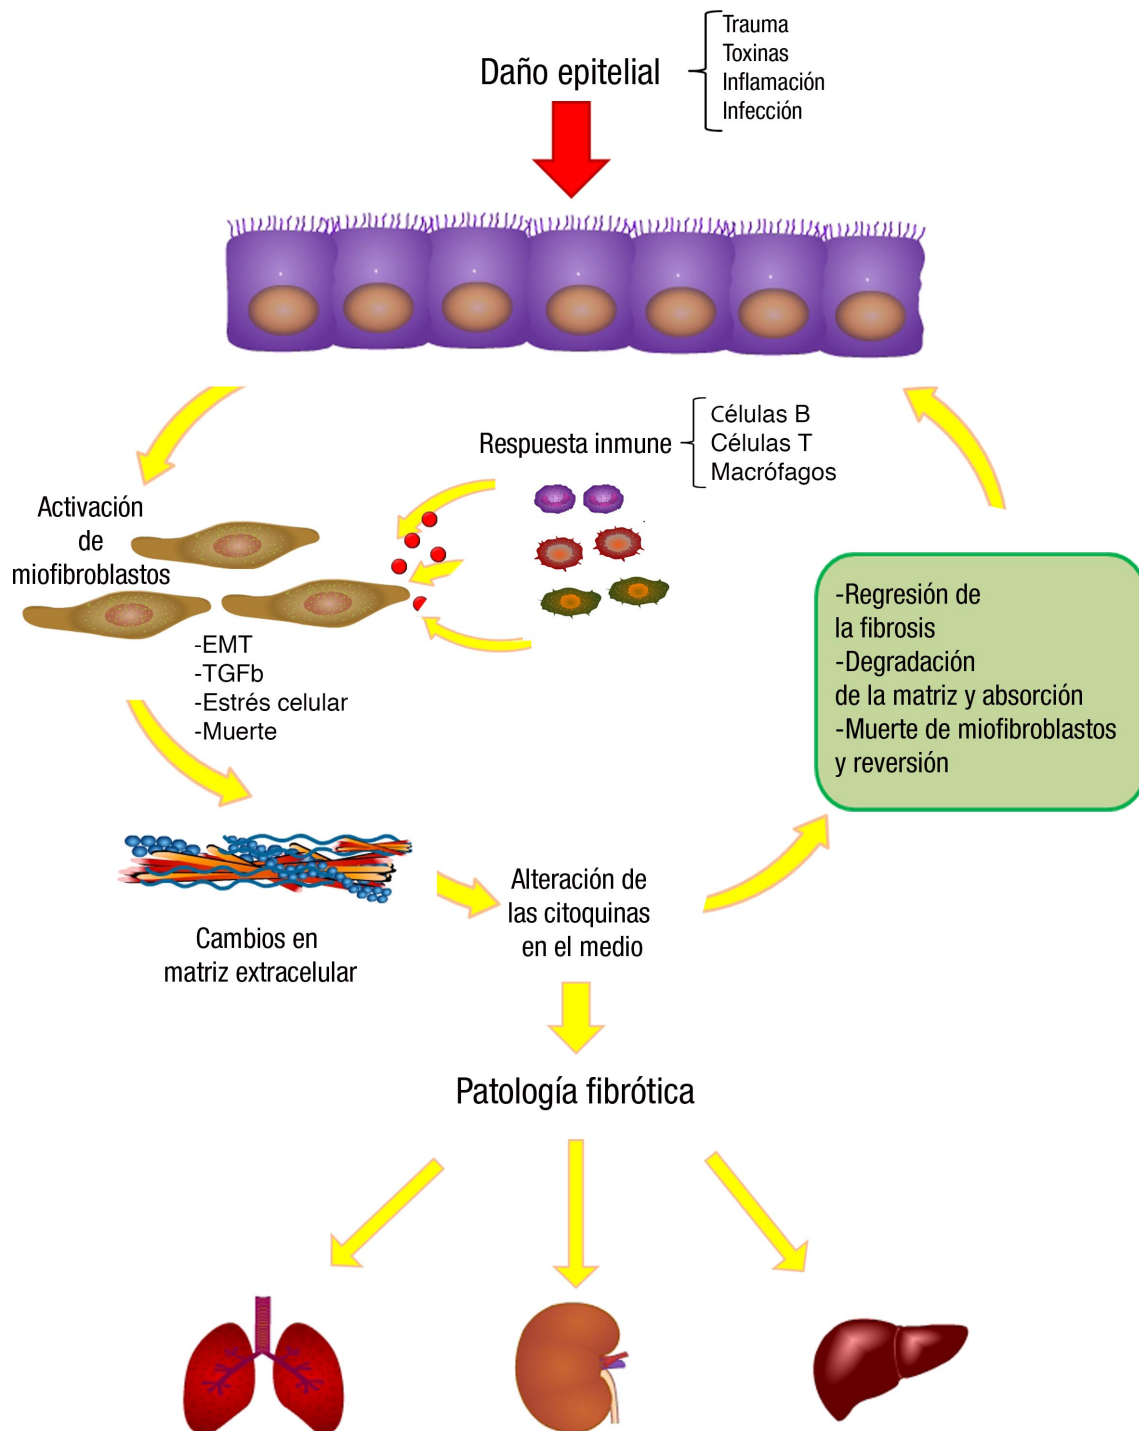 Daño epitelial
Trauma
Toxinas
Inflamación
Infección
Respuesta inmune
Células B
Células T
Macrófagos
Activación
de
miofibroblastos
-EMT
-TGFb
-Estrés celular
-Muerte
-Regresión de
la fibrosis
-Degradación
de la matriz y absorción
-Muerte de miofibroblastos
y reversión
Cambios en
matriz extracelular
Alteración de
las citoquinas
en el medio
Patología fibrótica